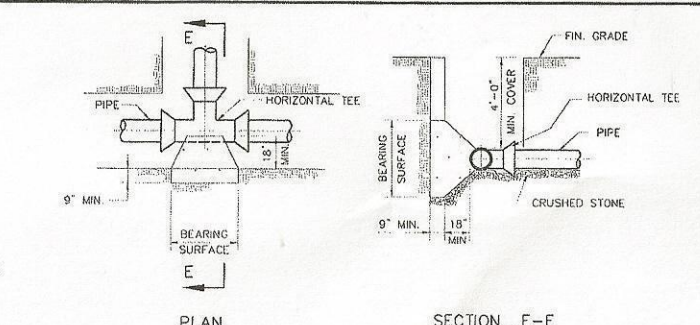 E
PIPE
HORIZONTAL TEE
18"
MIN.
9" MIN.
BEARING
SURFACE
E
PLAN
FIN. GRADE
4'-0"
MIN. COVER
HORIZONTAL TEE
PIPE
BEARING
SURFACE
CRUSHED STONE
9" MIN.
18"
MIN
SECTION E-E